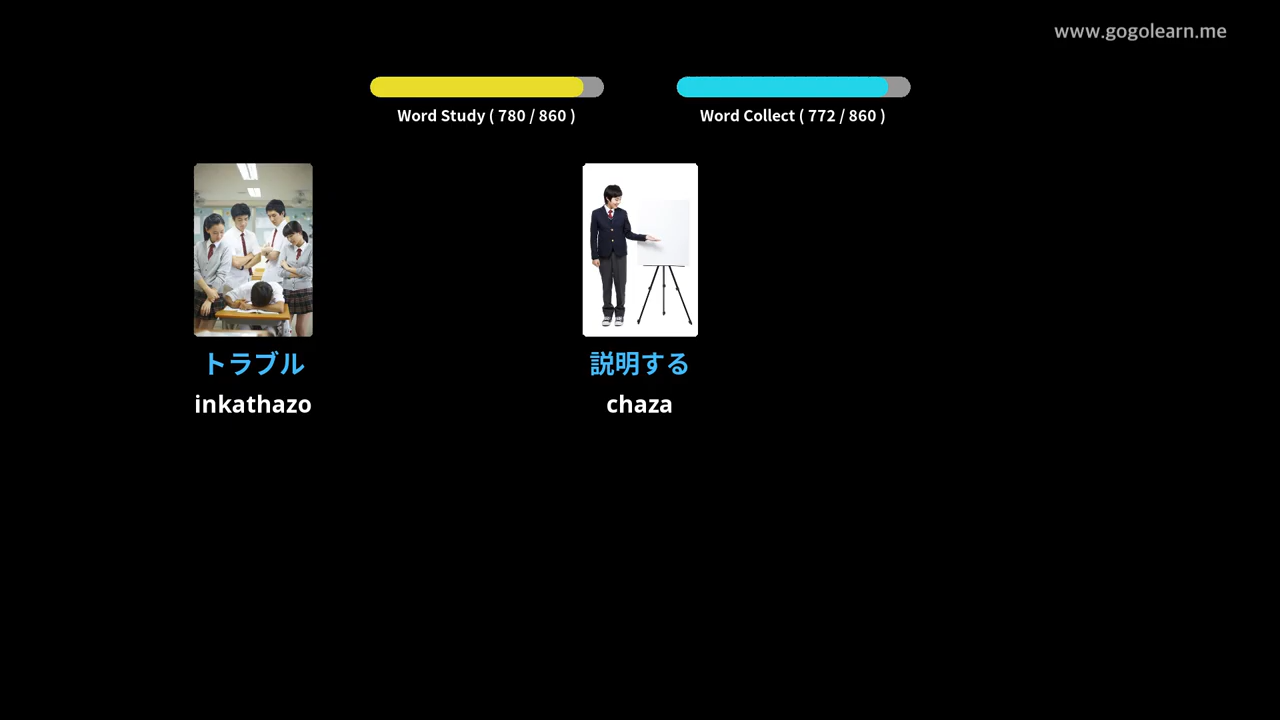 www.gogolearn.me
Word Study ( 780 / 860 )
Word Collect ( 772 / 860 )
トラブル
inkathazo
説明する
chaza